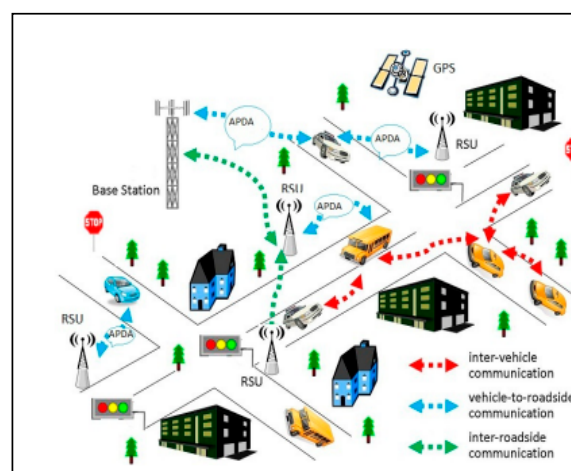 GPS
APDA
APDA
RSU
Base Station
RSU
APDA
STOP
RSU
APDA
RSU
inter-vehicle
communication
vehicle-to-roadside
communication
inter-roadside
communication